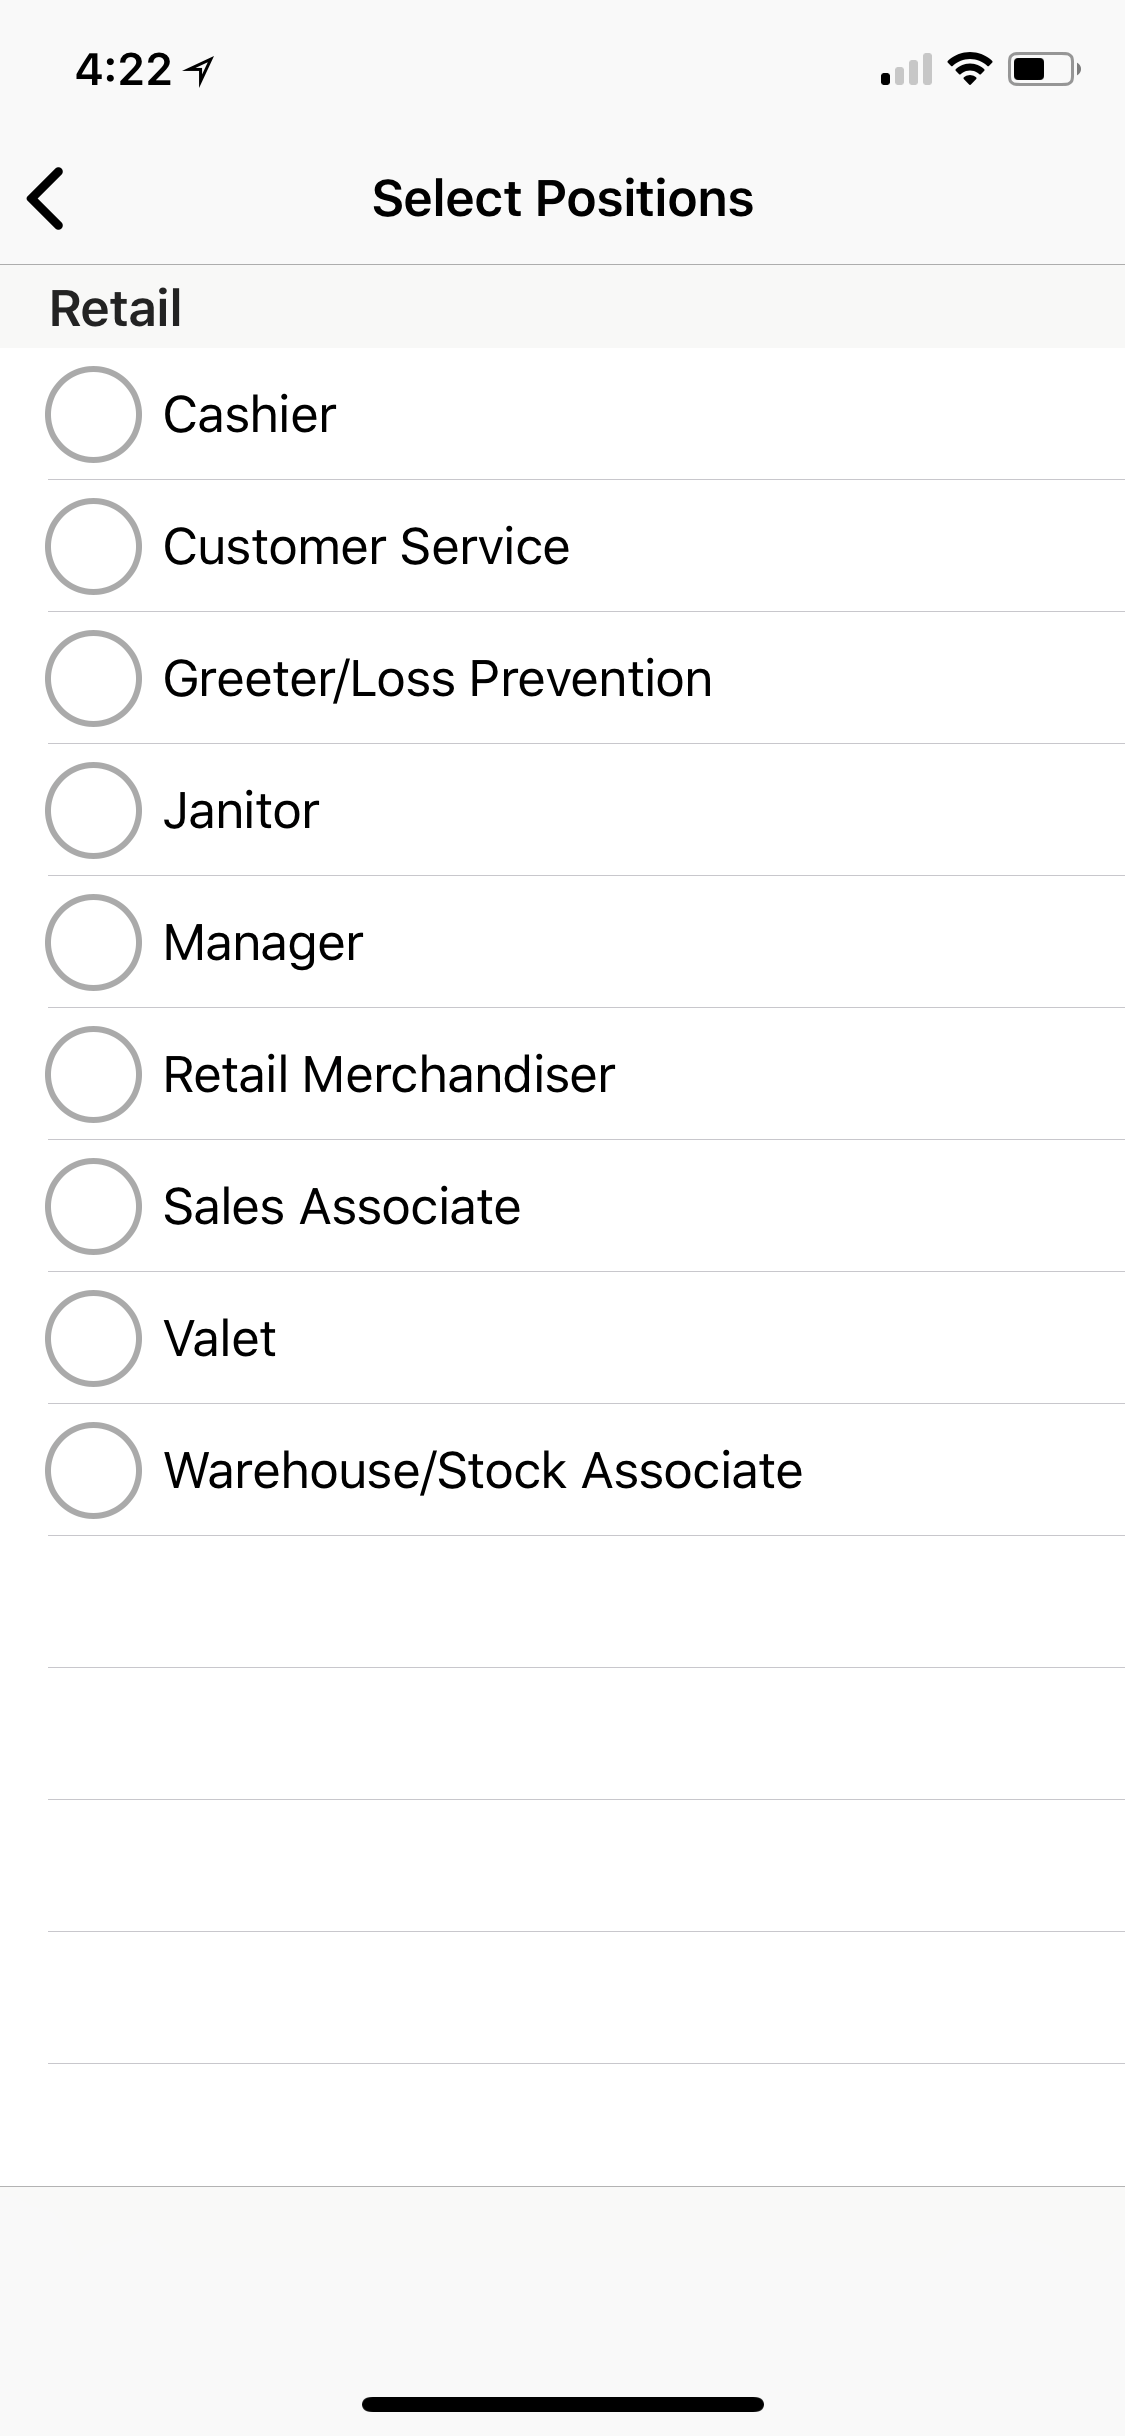 4:22
Select Positions
Retail
Cashier
Customer Service
Greeter/Loss Prevention
Janitor
Manager
Retail Merchandiser
Sales Associate
Valet
Warehouse/Stock Associate